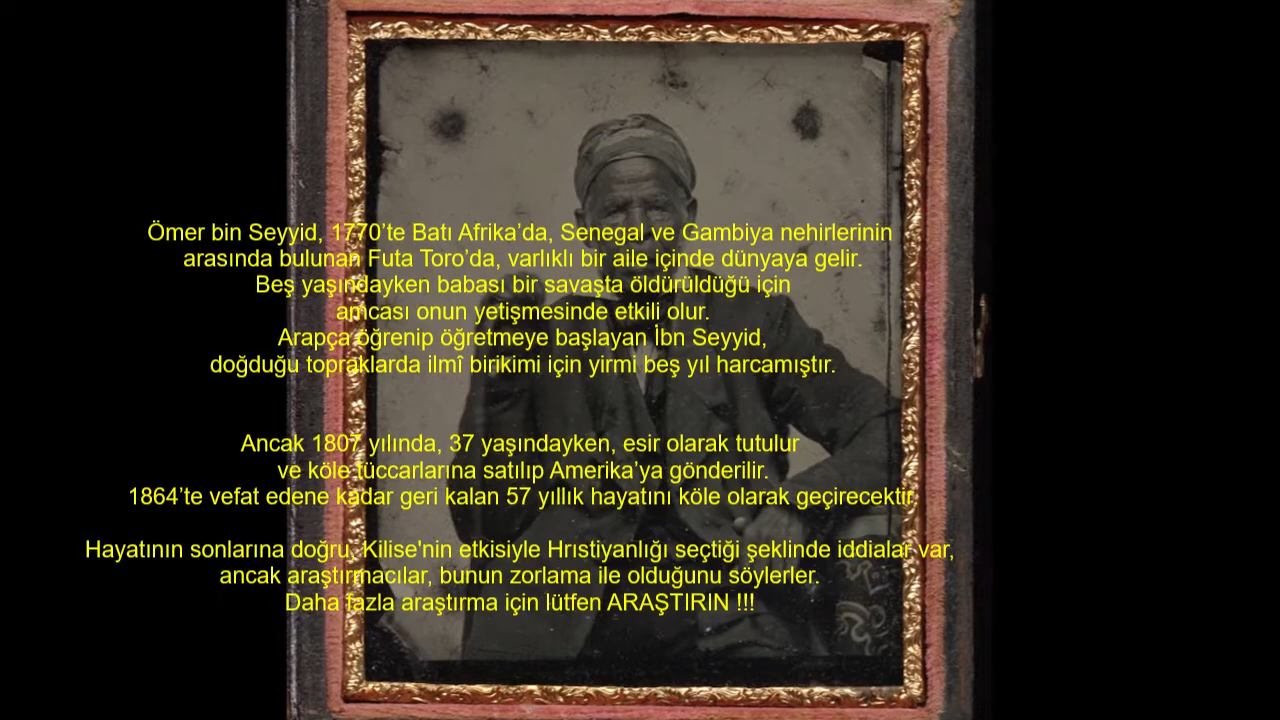 Ömer bin Seyyid, 1770’te Batı Afrika’da, Senegal ve Gambiya nehirlerinin
arasında bulunan Futa Toro’da, varlıklı bir aile içinde dünyaya gelir.
Beş yaşındayken babası bir savaşta öldürüldüğü için
amcası onun yetişmesinde etkili olur.
Arapça öğrenip öğretmeye başlayan İbn Seyyid,
doğduğu topraklarda ilmî birikimi için yirmi beş yıl harcamıştır.
Ancak 1807 yılında, 37 yaşındayken, esir olarak tutulur
ve köle tüccarlarına satılıp Amerika’ya gönderilir.
1864’te vefat edene kadar geri kalan 57 yıllık hayatını köle olarak geçirecektir.
Hayatının sonlarına doğru, Kilise'nin etkisiyle Hrıstiyanlığı seçtiği şeklinde iddialar var,
ancak araştırmacılar, bunun zorlama ile olduğunu söylerler.
Daha fazla araştırma için lütfen ARAŞTIRIN !!!